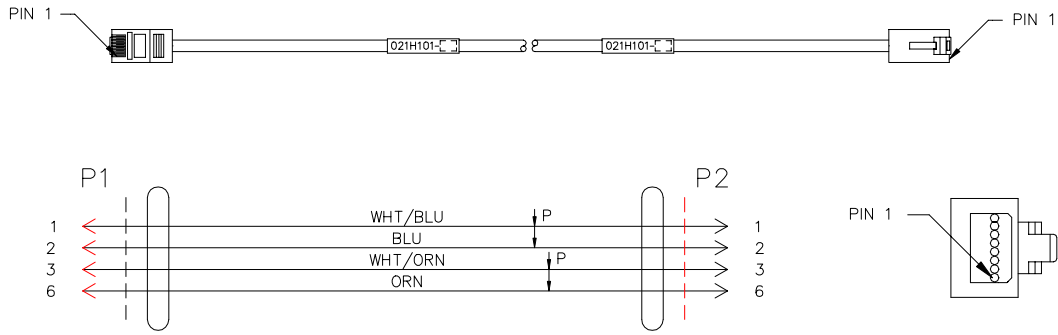 PIN 1
021H101-
021H101-
PIN 1
P1
P2
1 WHT/BLU P 1
2 BLU 2
3 WHT/ORN P 3
6 ORN 6
PIN 1